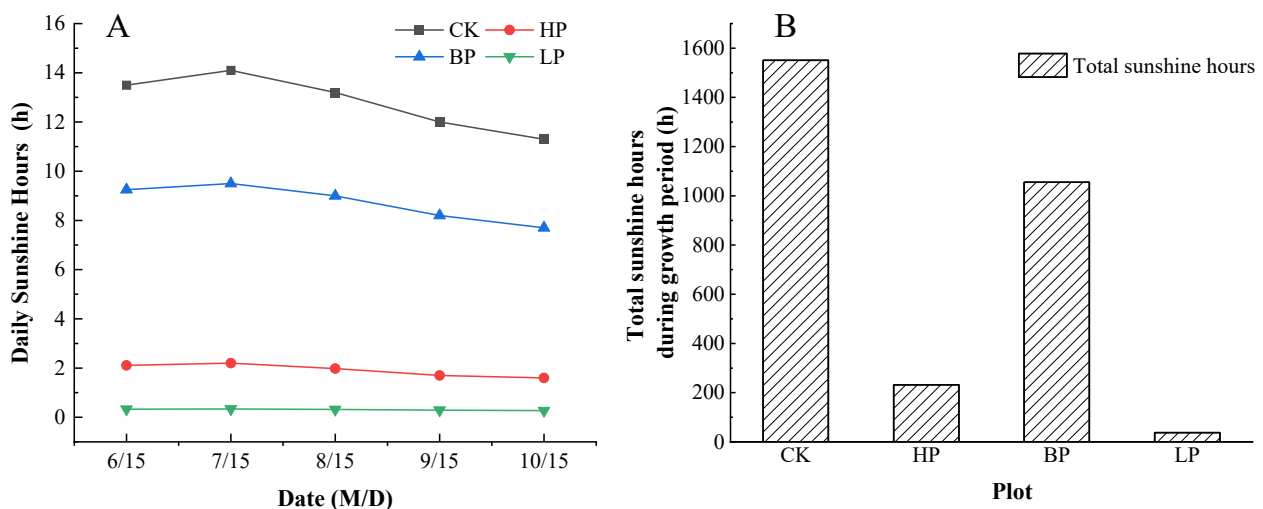 A
CK HP
BP LP
16
14
12
10
8
6
4
2
0
Daily Sunshine Hours (h)
6/15 7/15 8/15 9/15 10/15
Date (M/D)
B
Total sunshine hours
1600
1400
1200
1000
800
600
400
200
0
Total sunshine hours
during growth period (h)
CK HP BP LP
Plot